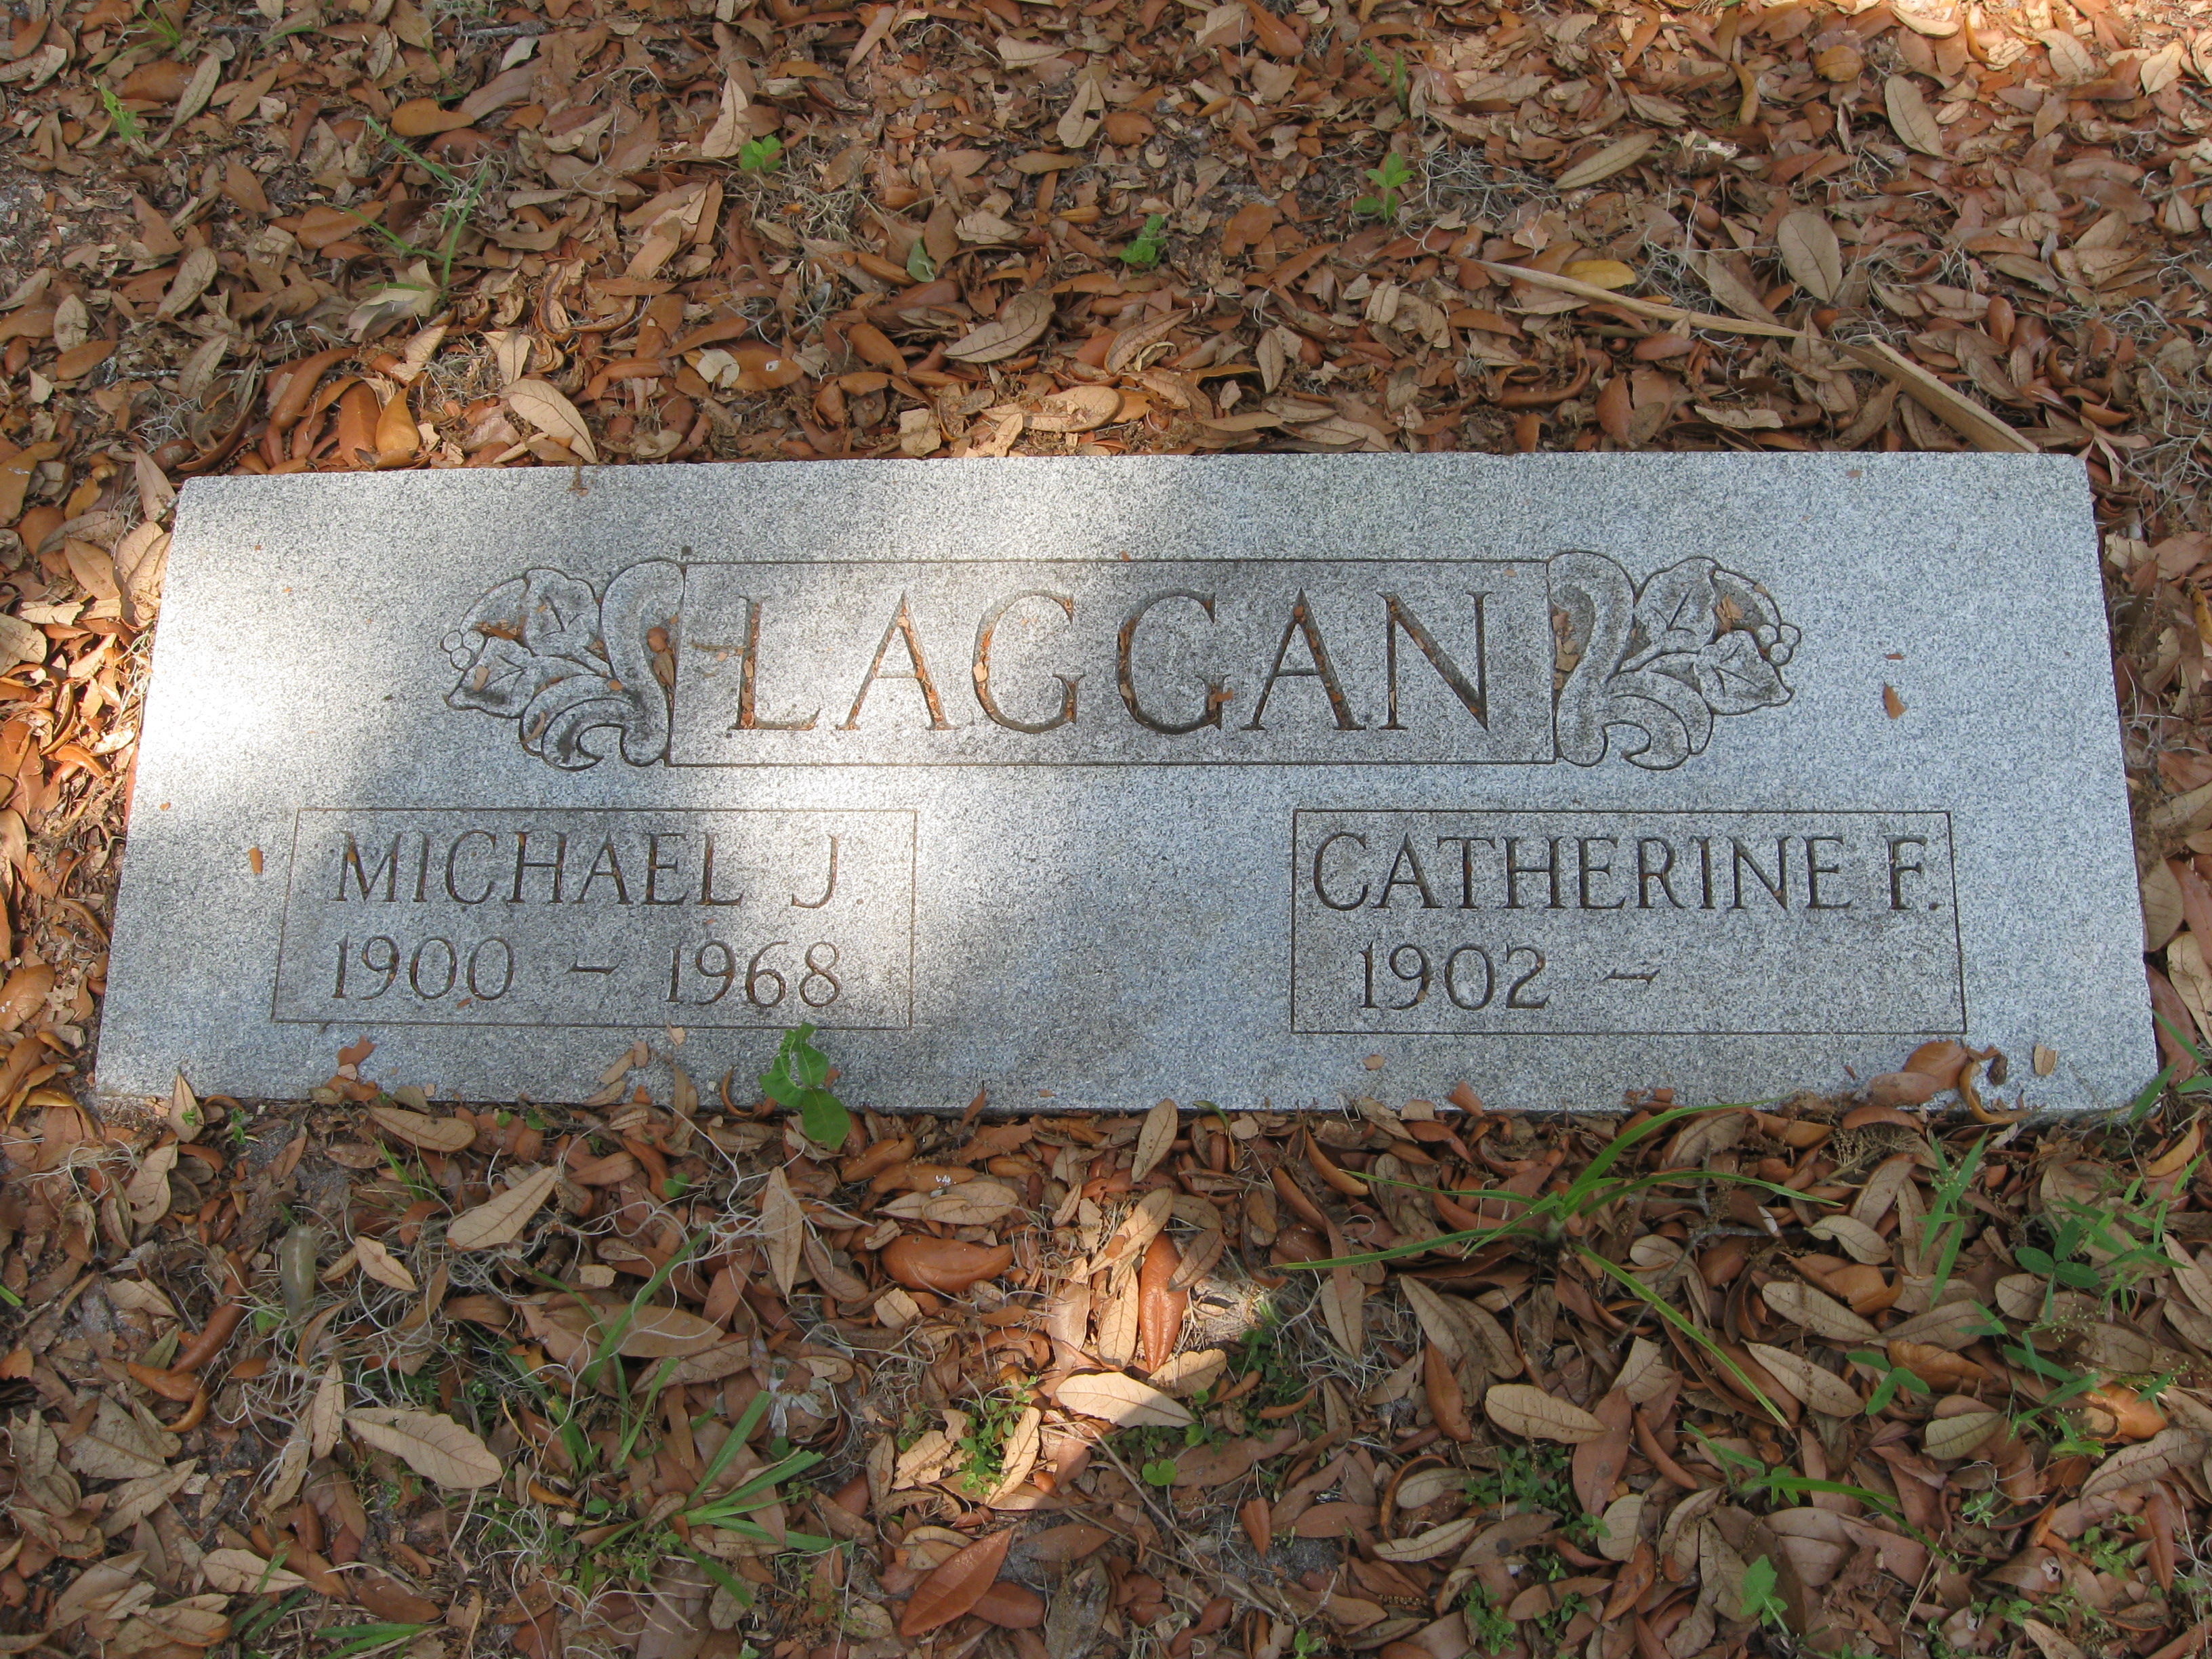 LAGGAN
MICHAEL J
1900 - 1968
CATHERINE F.
1902 -